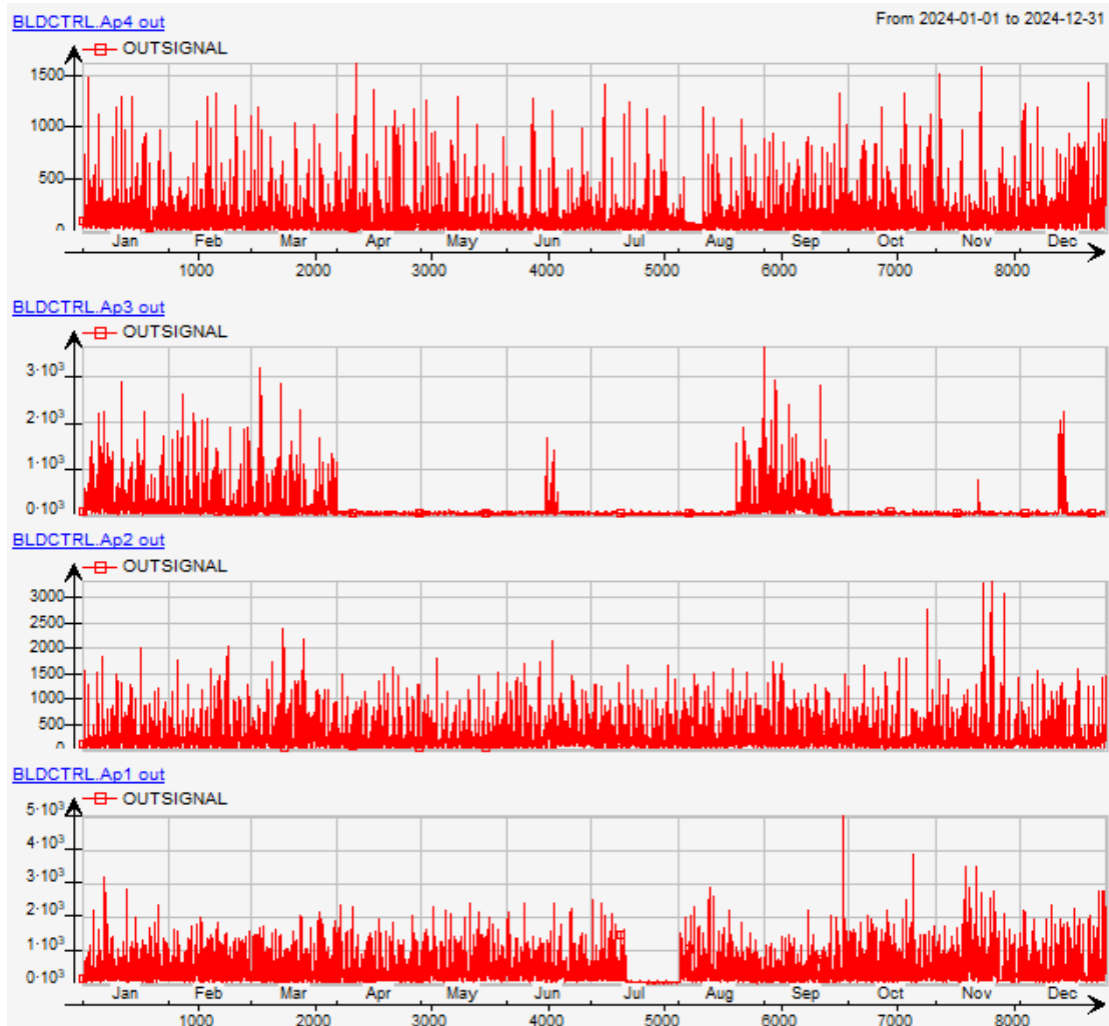 BLDCTRL.Ap4 out From 2024-01-01 to 2024-12-31
OUTSIGNAL
1500
1000
500
0
Jan Feb Mar Apr May Jun Jul Aug Sep Oct Nov Dec
1000 2000 3000 4000 5000 6000 7000 8000
BLDCTRL.Ap3 out
OUTSIGNAL
3·10³
2·10³
1·10³
0·10³
BLDCTRL.Ap2 out
OUTSIGNAL
3000
2500
2000
1500
1000
500
0
BLDCTRL.Ap1 out
OUTSIGNAL
5·10³
4·10³
3·10³
2·10³
1·10³
0·10³
Jan Feb Mar Apr May Jun Jul Aug Sep Oct Nov Dec
1000 2000 3000 4000 5000 6000 7000 8000